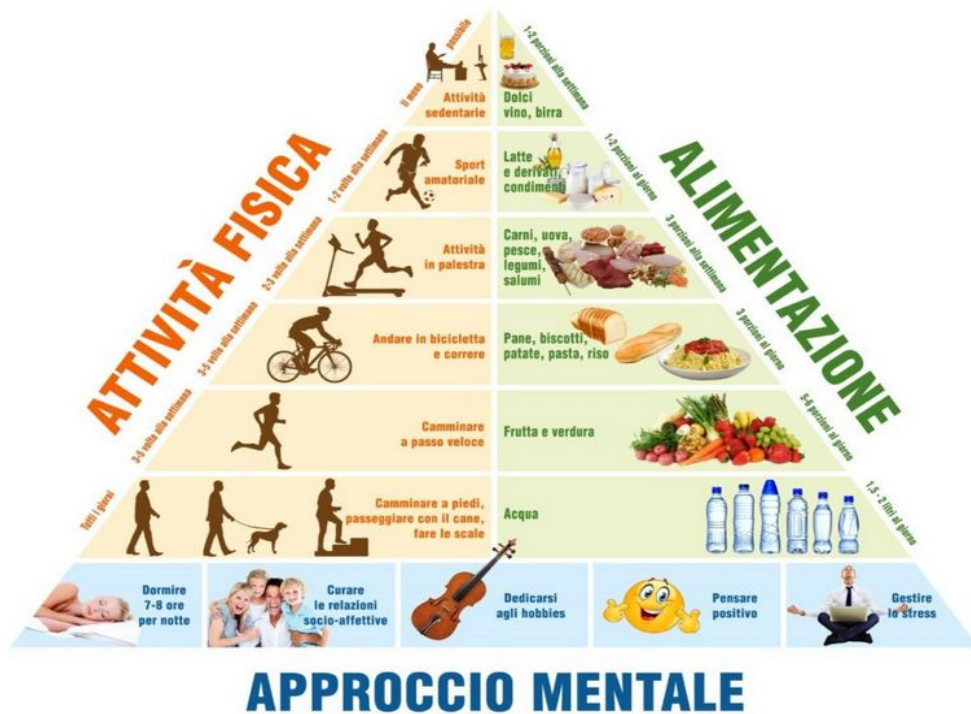 ATTIVITÀ FISICA
ALIMENTAZIONE
Il meno possibile
Attività
sedentarie
Dolci
vino, birra
1-2 porzioni alla settimana
1-2 volte alla settimana
Sport
amatoriale
Latte
e derivati,
condimenti
1-2 porzioni al giorno
2-3 volte alla settimana
Attività
in palestra
Carni, uova,
pesce,
legumi,
salumi
3 porzioni alla settimana
3-5 volte alla settimana
Andare in bicicletta
e correre
Pane, biscotti,
patate, pasta, riso
3 porzioni al giorno
3-5 volte alla settimana
Camminare
a passo veloce
Frutta e verdura
5-6 porzioni al giorno
Tutti i giorni
Camminare a piedi,
passeggiare con il cane,
fare le scale
Acqua
1,5 - 2 litri al giorno
Dormire
7-8 ore
per notte
Curare
le relazioni
socio-affettive
Dedicarsi
agli hobbies
Pensare
positivo
Gestire
lo stress
APPROCCIO MENTALE